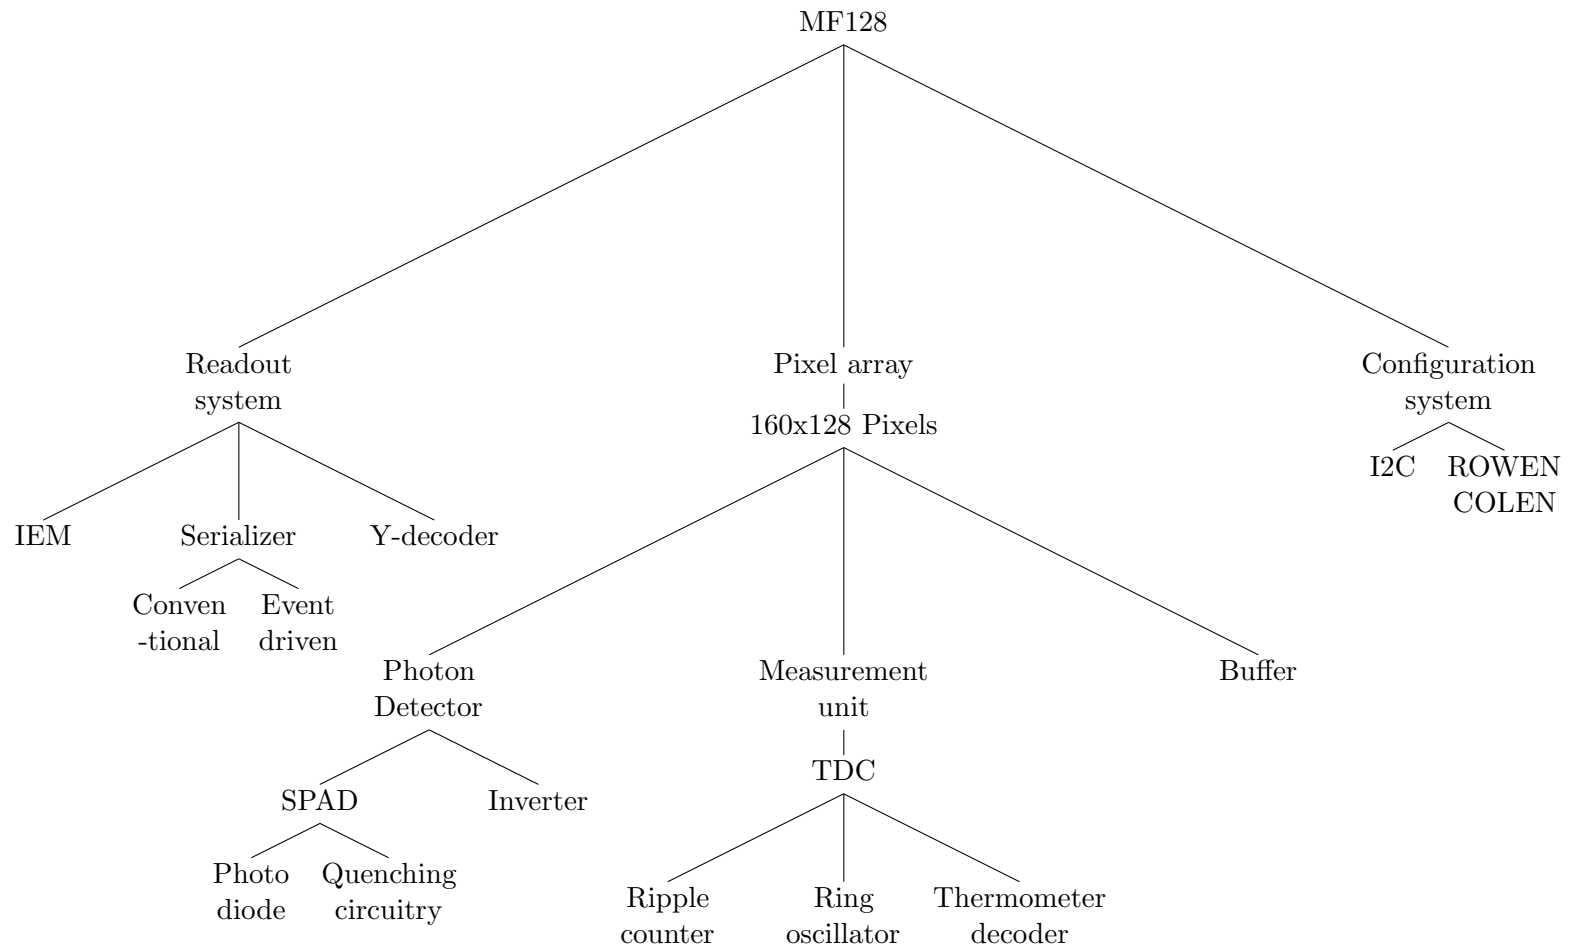 MF128
Readout
system
Pixel array
Configuration
system
160x128 Pixels
I2C
ROWEN
COLEN
IEM
Serializer
Y-decoder
Conven
-tional
Event
driven
Photon
Detector
Measurement
unit
Buffer
SPAD
Inverter
TDC
Photo
diode
Quenching
circuitry
Ripple
counter
Ring
oscillator
Thermometer
decoder